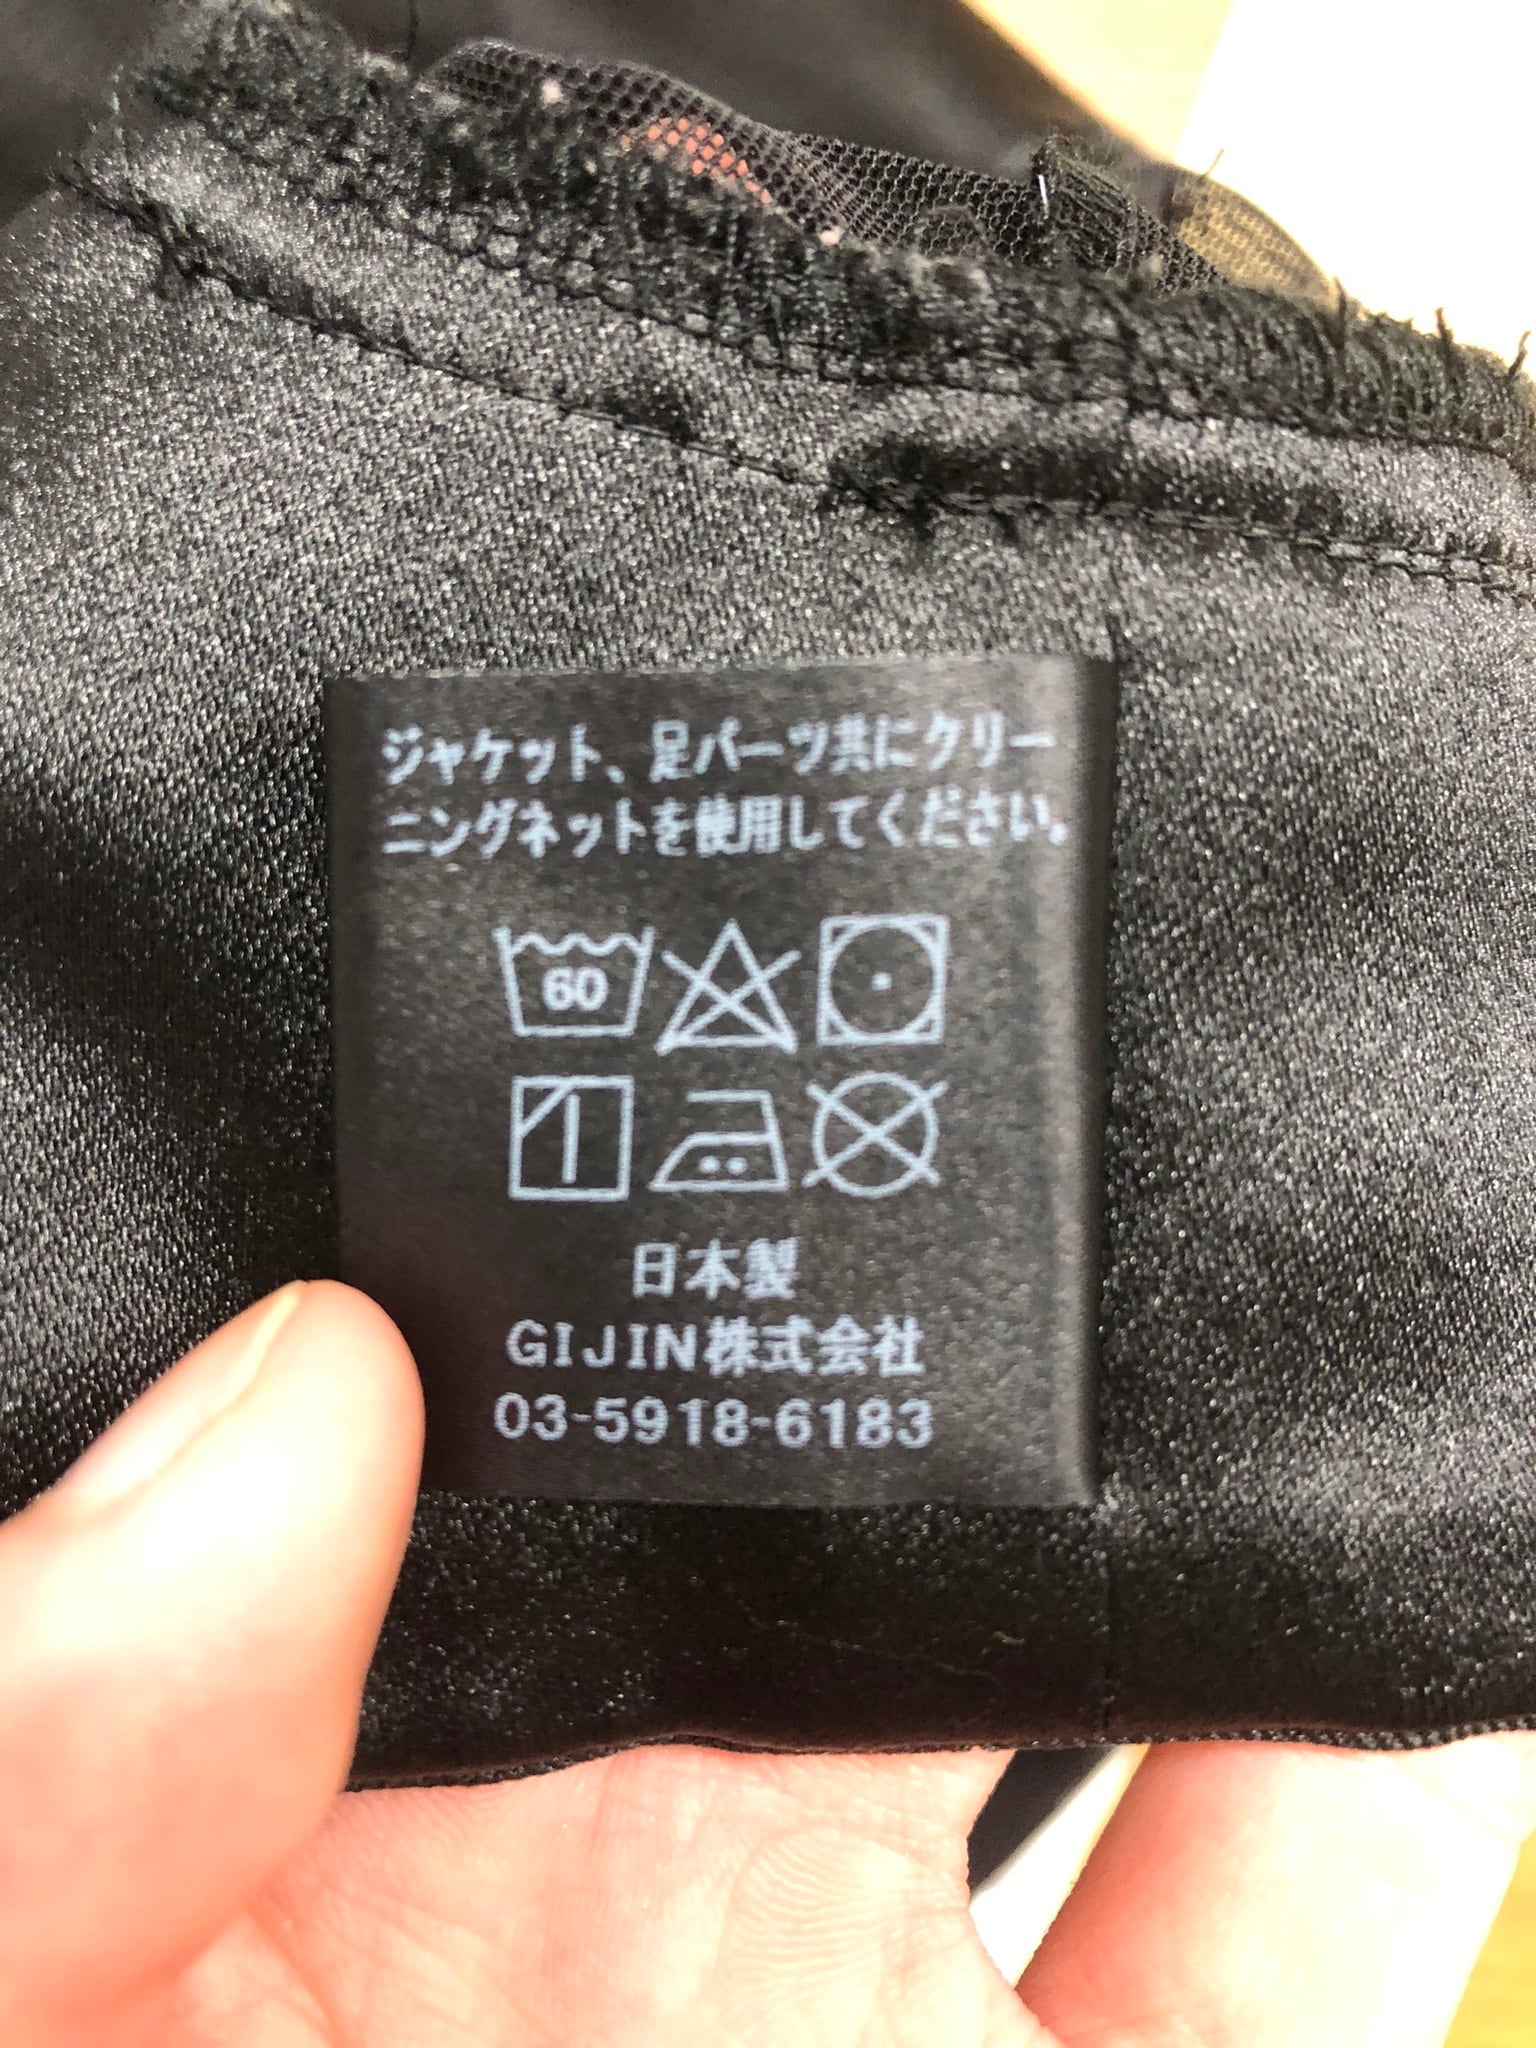 ジャケット、足パーツ共にクリー
ニングネットを使用してください。
60
日本製
GIJIN株式会社
03-5918-6183